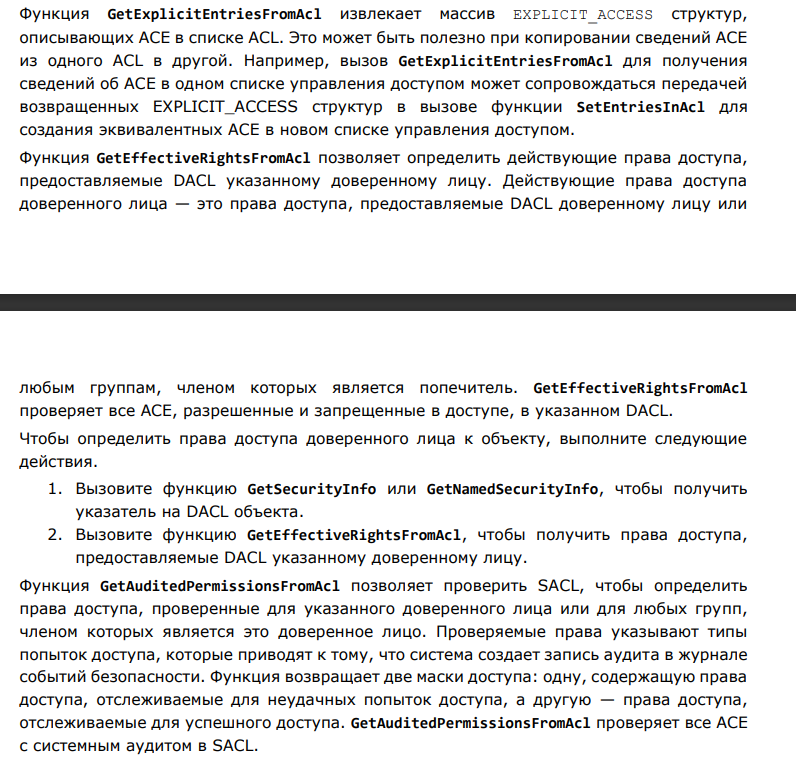 Функция GetExplicitEntriesFromAcl извлекает массив EXPLICIT_ACCESS структур,
описывающих ACE в списке ACL. Это может быть полезно при копировании сведений ACE
из одного ACL в другой. Например, вызов GetExplicitEntriesFromAcl для получения
сведений об ACE в одном списке управления доступом может сопровождаться передачей
возвращенных EXPLICIT_ACCESS структур в вызове функции SetEntriesInAcl для
создания эквивалентных ACE в новом списке управления доступом.
Функция GetEffectiveRightsFromAcl позволяет определить действующие права доступа,
предоставляемые DACL указанному доверенному лицу. Действующие права доступа
доверенного лица — это права доступа, предоставляемые DACL доверенному лицу или
любым группам, членом которых является попечитель. GetEffectiveRightsFromAcl
проверяет все ACE, разрешенные и запрещенные в доступе, в указанном DACL.
Чтобы определить права доступа доверенного лица к объекту, выполните следующие
действия.
1. Вызовите функцию GetSecurityInfo или GetNamedSecurityInfo, чтобы получить
указатель на DACL объекта.
2. Вызовите функцию GetEffectiveRightsFromAcl, чтобы получить права доступа,
предоставляемые DACL указанному доверенному лицу.
Функция GetAuditedPermissionsFromAcl позволяет проверить SACL, чтобы определить
права доступа, проверенные для указанного доверенного лица или для любых групп,
членом которых является это доверенное лицо. Проверяемые права указывают типы
попыток доступа, которые приводят к тому, что система создает запись аудита в журнале
событий безопасности. Функция возвращает две маски доступа: одну, содержащую права
доступа, отслеживаемые для неудачных попыток доступа, а другую — права доступа,
отслеживаемые для успешного доступа. GetAuditedPermissionsFromAcl проверяет все ACE
с системным аудитом в SACL.